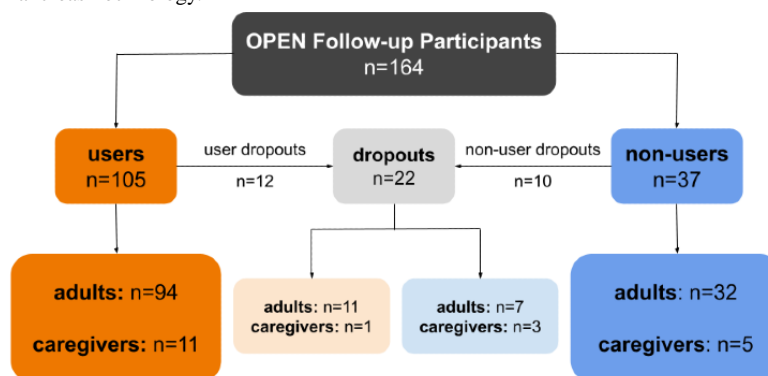 OPEN Follow-up Participants
n=164
users
n=105
user dropouts
n=12
dropouts
n=22
non-user dropouts
n=10
non-users
n=37
adults: n=94
caregivers: n=11
adults: n=11
caregivers: n=1
adults: n=7
caregivers: n=3
adults: n=32
caregivers: n=5